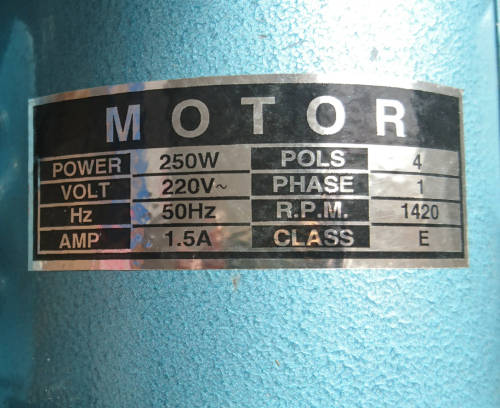 MOTOR
POWER 250W POLS 4
VOLT 220V~ PHASE 1
Hz 50Hz R.P.M. 1420
AMP 1.5A CLASS E